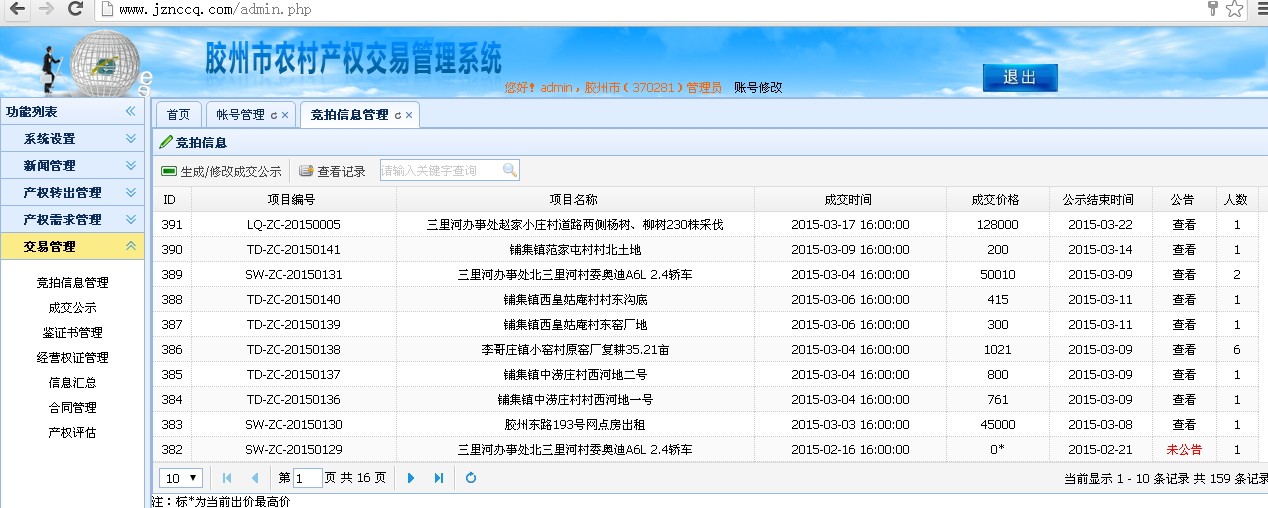 www.jznccq.com/admin.php
胶州市农村产权交易管理系统
您好！admin，胶州市（370281）管理员 账号修改
退出
功能列表
首页 帐号管理 竞拍信息管理
系统设置
竞拍信息
新闻管理
生成/修改成交公示 查看记录 请输入关键字查询
产权转出管理
产权需求管理
交易管理
竞拍信息管理
成交公示
鉴证书管理
经营权证管理
信息汇总
合同管理
产权评估
ID 项目编号 项目名称 成交时间 成交价格 公示结束时间 公告 人数
391 LQ-ZC-20150005 三里河办事处赵家小庄村道路两侧杨树、柳树230株采伐 2015-03-17 16:00:00 128000 2015-03-22 查看 1
390 TD-ZC-20150141 铺集镇范家屯村村北土地 2015-03-09 16:00:00 200 2015-03-14 查看 1
389 SW-ZC-20150131 三里河办事处北三里河村委奥迪A6L 2.4轿车 2015-03-04 16:00:00 50010 2015-03-09 查看 2
388 TD-ZC-20150140 铺集镇西皇姑庵村村东沟底 2015-03-06 16:00:00 415 2015-03-11 查看 1
387 TD-ZC-20150139 铺集镇西皇姑庵村东窑厂地 2015-03-06 16:00:00 300 2015-03-11 查看 1
386 TD-ZC-20150138 李哥庄镇小窑村原窑厂复耕35.21亩 2015-03-04 16:00:00 1021 2015-03-09 查看 6
385 TD-ZC-20150137 铺集镇中涝庄村西河地二号 2015-03-04 16:00:00 800 2015-03-09 查看 1
384 TD-ZC-20150136 铺集镇中涝庄村村西河地一号 2015-03-04 16:00:00 761 2015-03-09 查看 1
383 SW-ZC-20150130 胶州东路193号网点房出租 2015-03-03 16:00:00 45000 2015-03-08 查看 1
382 SW-ZC-20150129 三里河办事处北三里河村委奥迪A6L 2.4轿车 2015-02-16 16:00:00 0* 2015-02-21 未公告 1
10 第 1 页 共 16 页 当前显示 1 - 10 条记录 共 159 条记录
注：标*为当前出价最高价